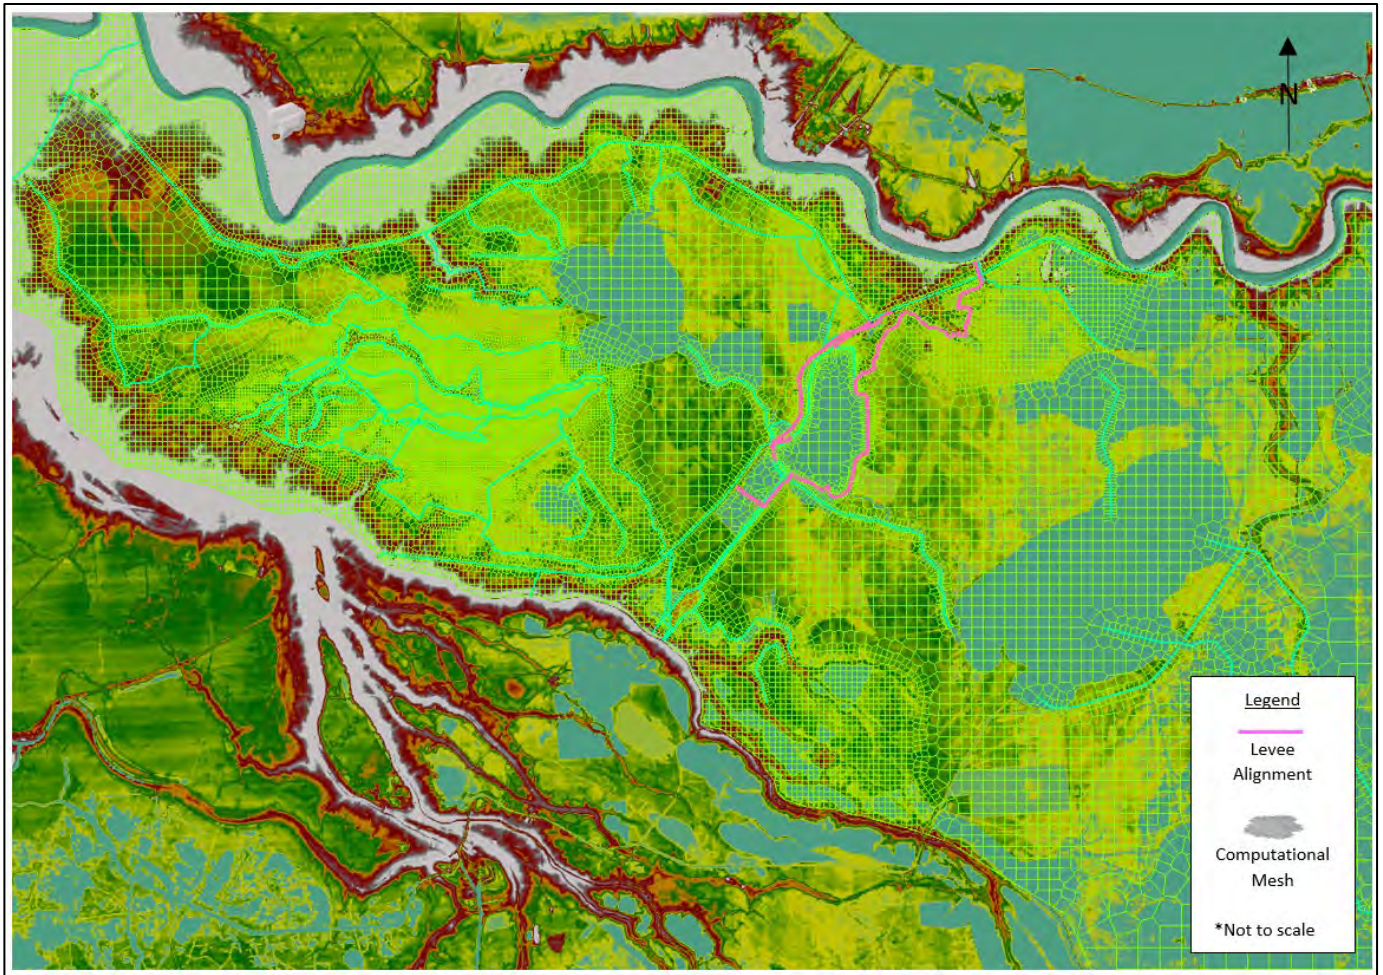 N
Legend
Levee
Alignment
Computational
Mesh
*Not to scale